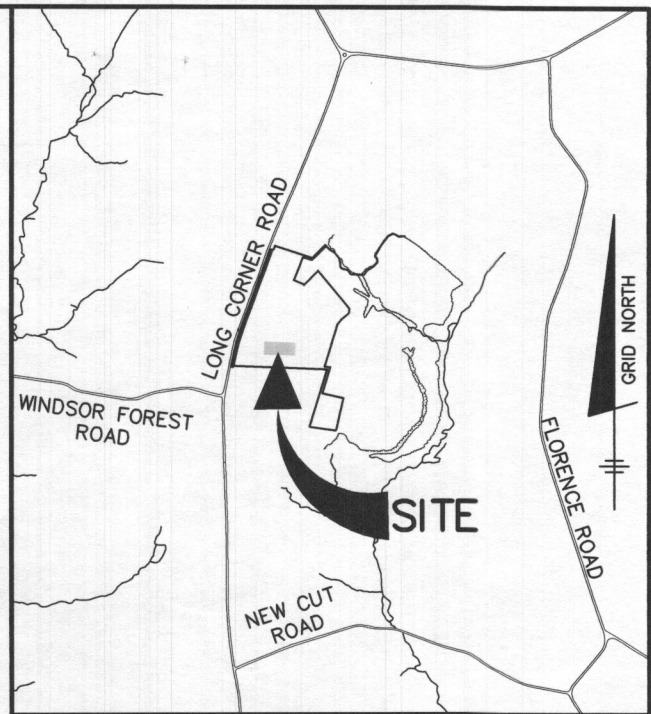 LONG CORNER ROAD
WINDSOR FOREST
ROAD
GRID NORTH
FLORENCE ROAD
SITE
NEW CUT
ROAD